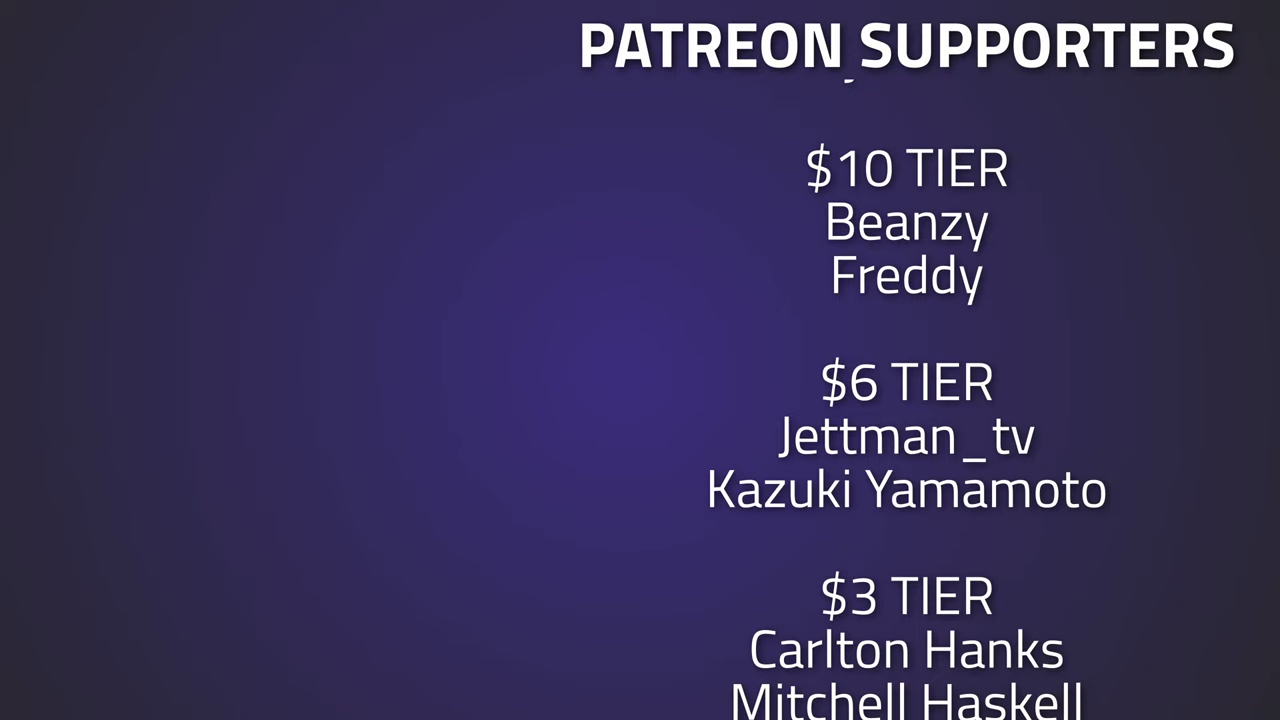 PATREON SUPPORTERS
$10 TIER
Beanzy
Freddy
$6 TIER
Jettman_tv
Kazuki Yamamoto
$3 TIER
Carlton Hanks
Mitchell Haskell